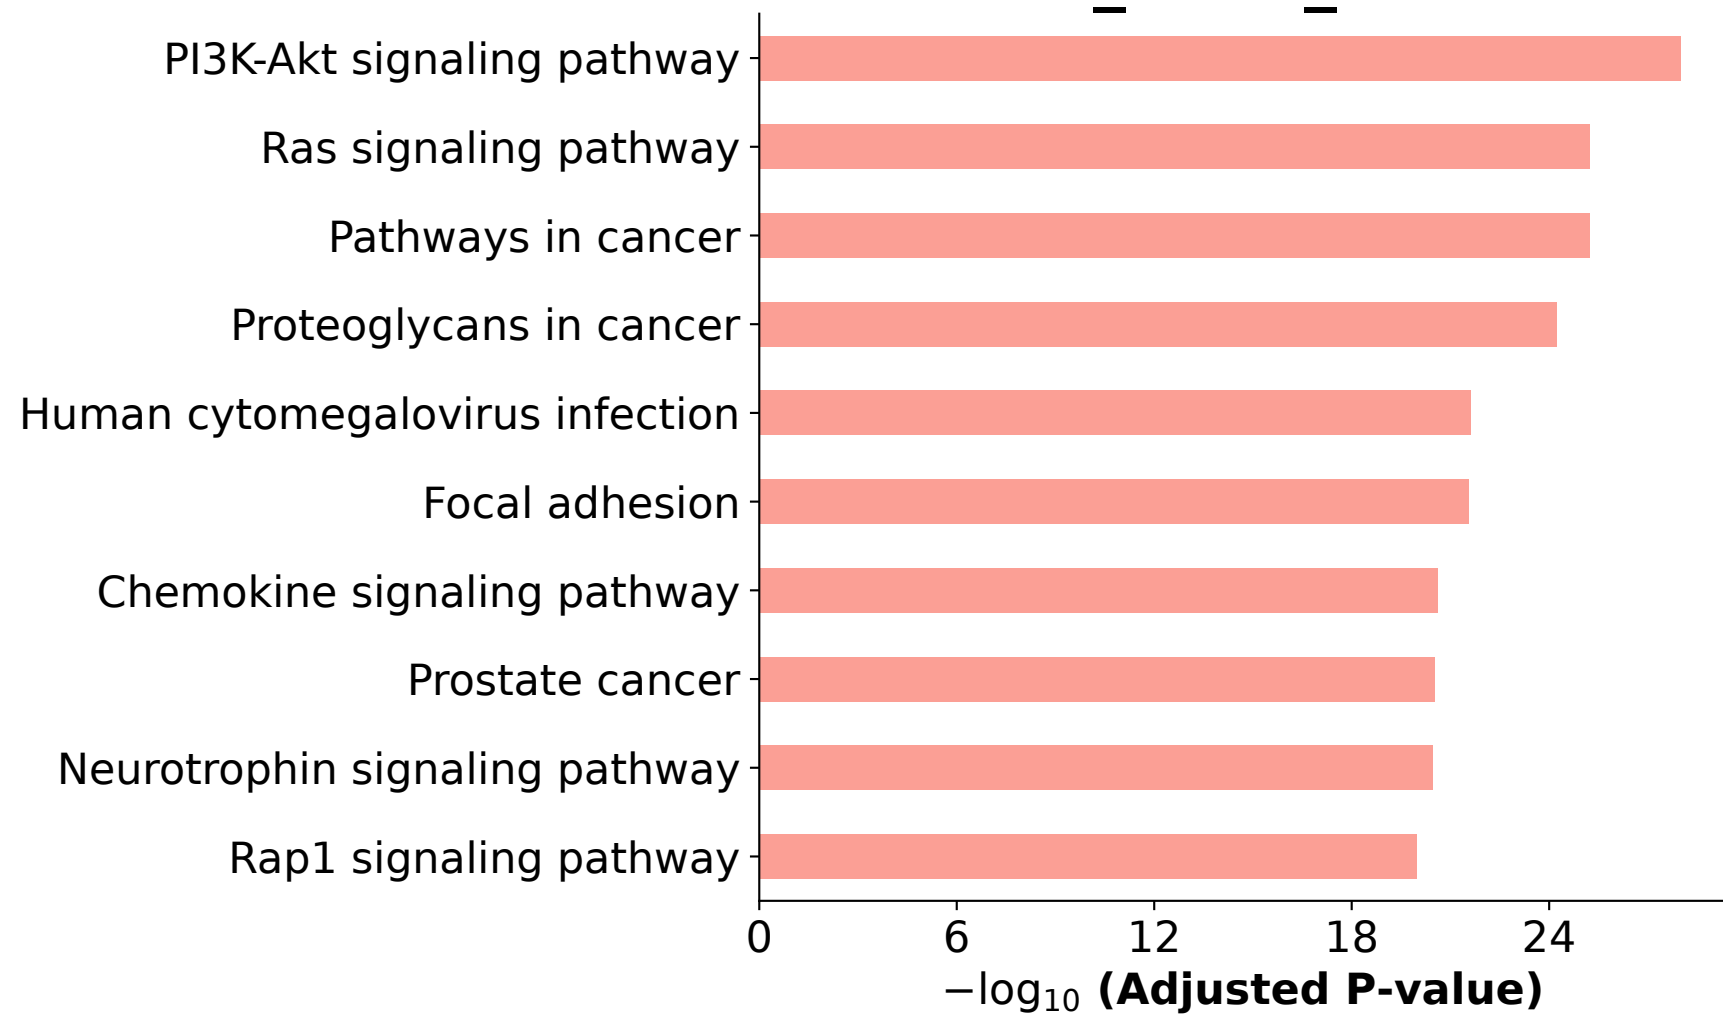 PI3K-Akt signaling pathway
Ras signaling pathway
Pathways in cancer
Proteoglycans in cancer
Human cytomegalovirus infection
Focal adhesion
Chemokine signaling pathway
Prostate cancer
Neurotrophin signaling pathway
Rap1 signaling pathway
0 6 12 18 24
−log₁₀ (Adjusted P-value)